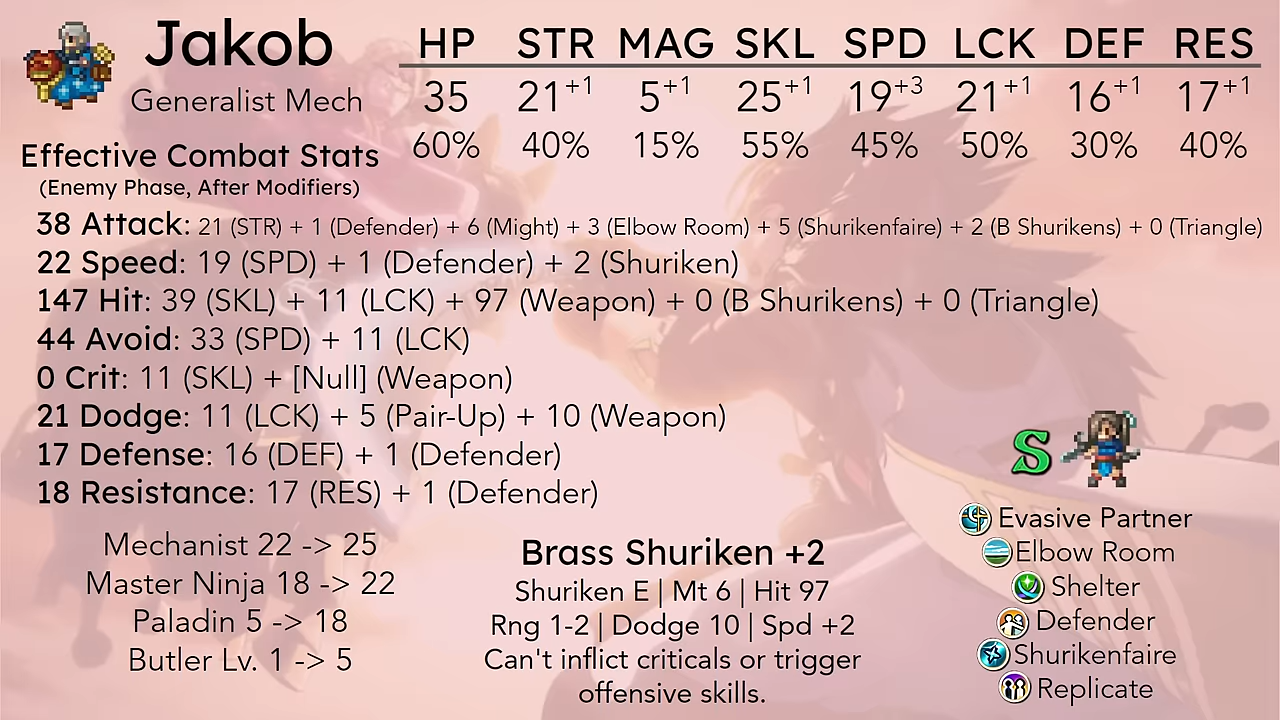 Jakob
Generalist Mech
HP STR MAG SKL SPD LCK DEF RES
35 21+1 5+1 25+1 19+3 21+1 16+1 17+1
60% 40% 15% 55% 45% 50% 30% 40%
Effective Combat Stats
(Enemy Phase, After Modifiers)
38 Attack: 21 (STR) + 1 (Defender) + 6 (Might) + 3 (Elbow Room) + 5 (Shurikenfaire) + 2 (B Shurikens) + 0 (Triangle)
22 Speed: 19 (SPD) + 1 (Defender) + 2 (Shuriken)
147 Hit: 39 (SKL) + 11 (LCK) + 97 (Weapon) + 0 (B Shurikens) + 0 (Triangle)
44 Avoid: 33 (SPD) + 11 (LCK)
0 Crit: 11 (SKL) + [Null] (Weapon)
21 Dodge: 11 (LCK) + 5 (Pair-Up) + 10 (Weapon)
17 Defense: 16 (DEF) + 1 (Defender)
18 Resistance: 17 (RES) + 1 (Defender)
Mechanist 22 -> 25
Master Ninja 18 -> 22
Paladin 5 -> 18
Butler Lv. 1 -> 5
Brass Shuriken +2
Shuriken E | Mt 6 | Hit 97
Rng 1-2 | Dodge 10 | Spd +2
Can't inflict criticals or trigger
offensive skills.
S
Evasive Partner
Elbow Room
Shelter
Defender
Shurikenfaire
Replicate